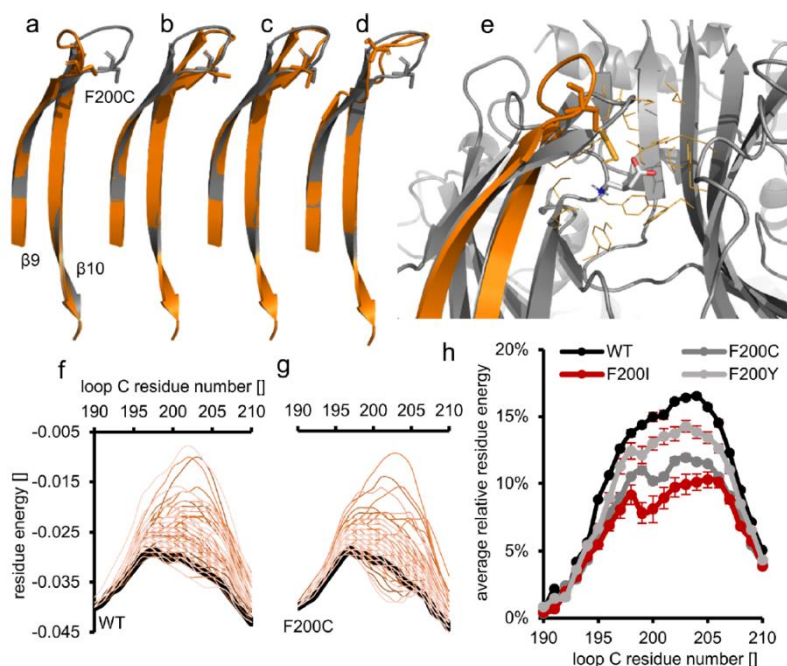 a b c d e
F200C
β9 β10
f g h
loop C residue number []
190 195 200 205 210 190 195 200 205 210
-0.005
-0.015
-0.025
-0.035
-0.045
residue energy []
WT
F200C
WT F200C
F200I F200Y
20%
15%
10%
5%
0%
average relative residue energy
190 195 200 205 210
loop C residue number []